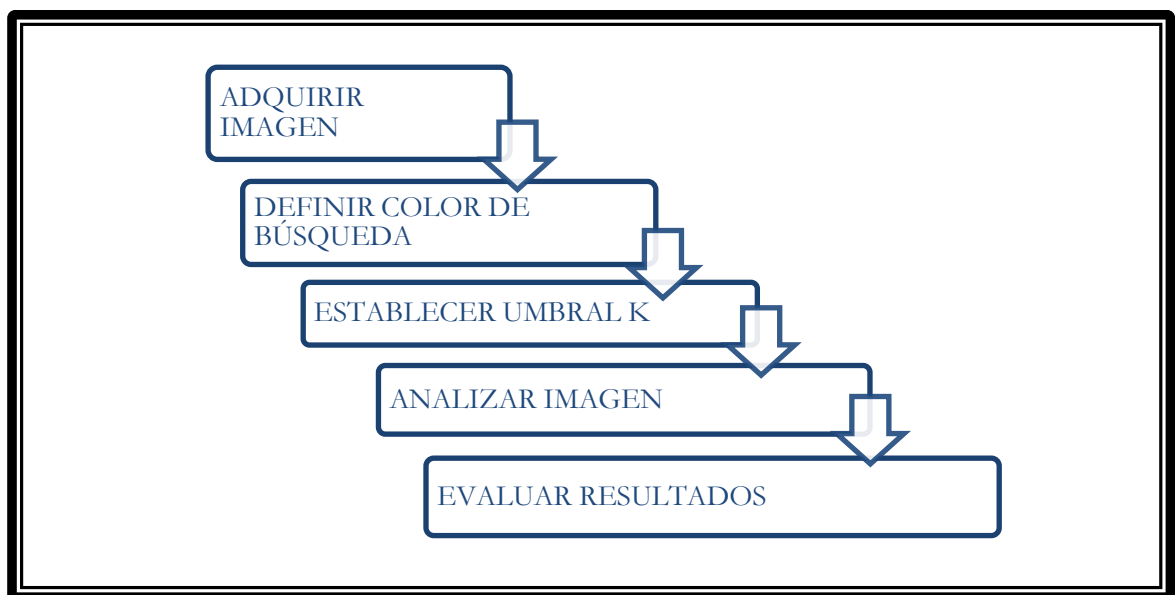 ADQUIRIR
IMAGEN
DEFINIR COLOR DE
BÚSQUEDA
ESTABLECER UMBRAL K
ANALIZAR IMAGEN
EVALUAR RESULTADOS